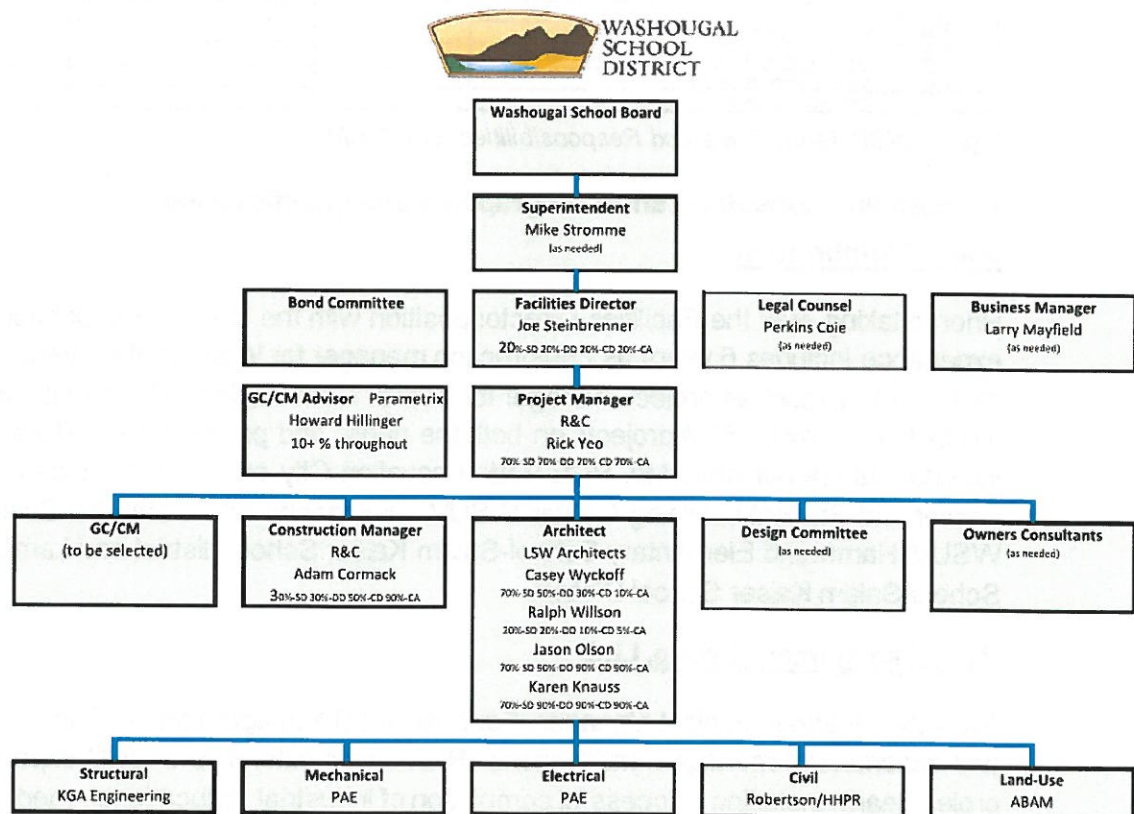 WASHOUGAL
SCHOOL
DISTRICT
Washougal School Board
Superintendent
Mike Stromme
(as needed)
Bond Committee
Facilities Director
Joe Steinbrenner
20%-SD 20%-DD 20%-CD 20%-CA
Legal Counsel
Perkins Coie
(as needed)
Business Manager
Larry Mayfield
(as needed)
GC/CM Advisor Parametrix
Howard Hillinger
10+ % throughout
Project Manager
R&C
Rick Yeo
70%-SD 70%-DD 70%-CD 70%-CA
GC/CM
(to be selected)
Construction Manager
R&C
Adam Cormack
30%-SD 30%-DD 50%-CD 90%-CA
Architect
LSW Architects
Casey Wyckoff
70%-SD 50%-DD 30%-CD 10%-CA
Ralph Willson
20%-SD 20%-DD 10%-CD 5%-CA
Jason Olson
70%-SD 90%-DD 90%-CD 90%-CA
Karen Knauss
70%-SD 90%-DD 90%-CD 90%-CA
Design Committee
(as needed)
Owners Consultants
(as needed)
Structural
KGA Engineering
Mechanical
PAE
Electrical
PAE
Civil
Robertson/HHPR
Land-Use
ABAM